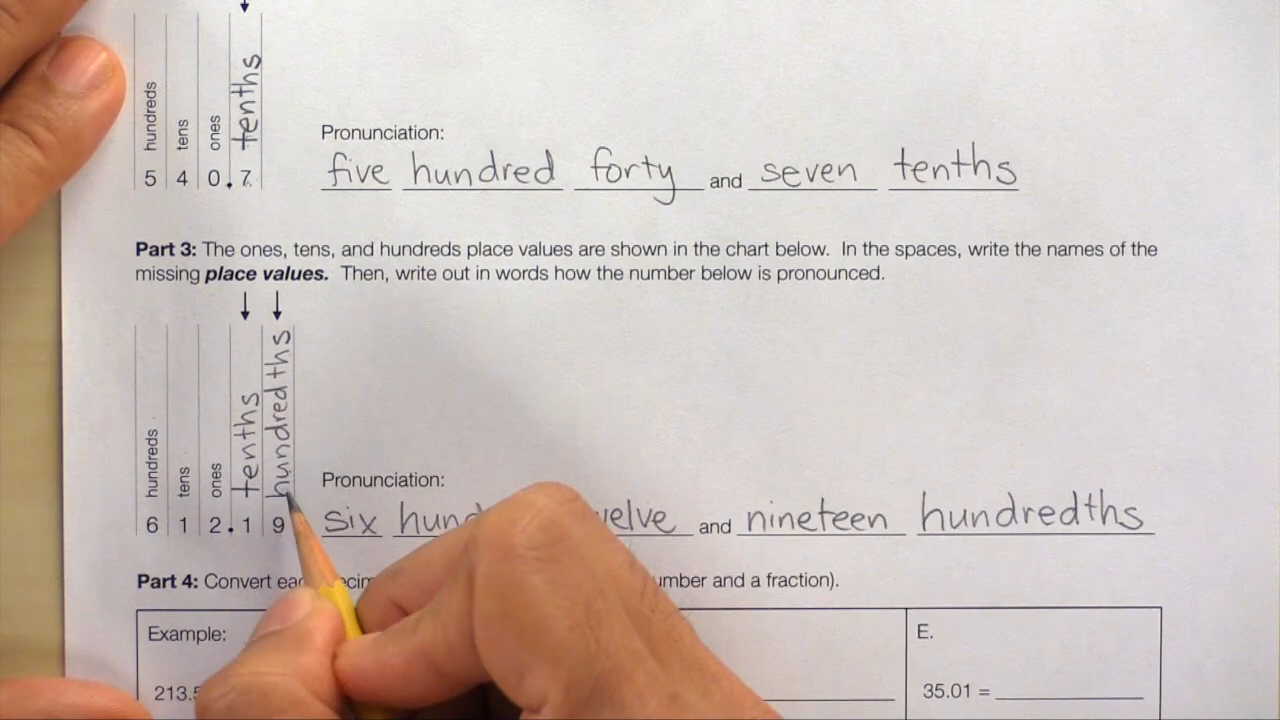 hundreds
tens
ones
tenths
5 4 0.7
Pronunciation:
five hundred forty and seven tenths
Part 3: The ones, tens, and hundreds place values are shown in the chart below. In the spaces, write the names of the
missing place values. Then, write out in words how the number below is pronounced.
hundreds
tens
ones
tenths
hundredths
6 1 2.1 9
Pronunciation:
six and nineteen hundredths
Part 4: Convert number and a fraction).
Example:
E.
35.01 =